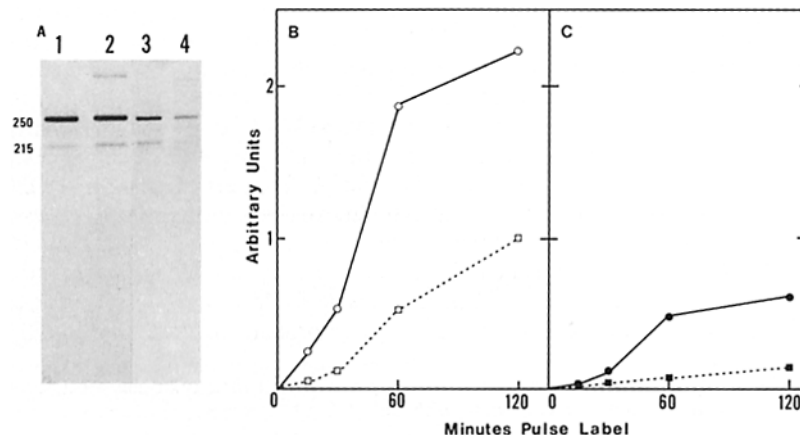 A
1 2 3 4
250
215
B
C
2
1
Arbitrary Units
0 60 120
0 60 120
Minutes Pulse Label